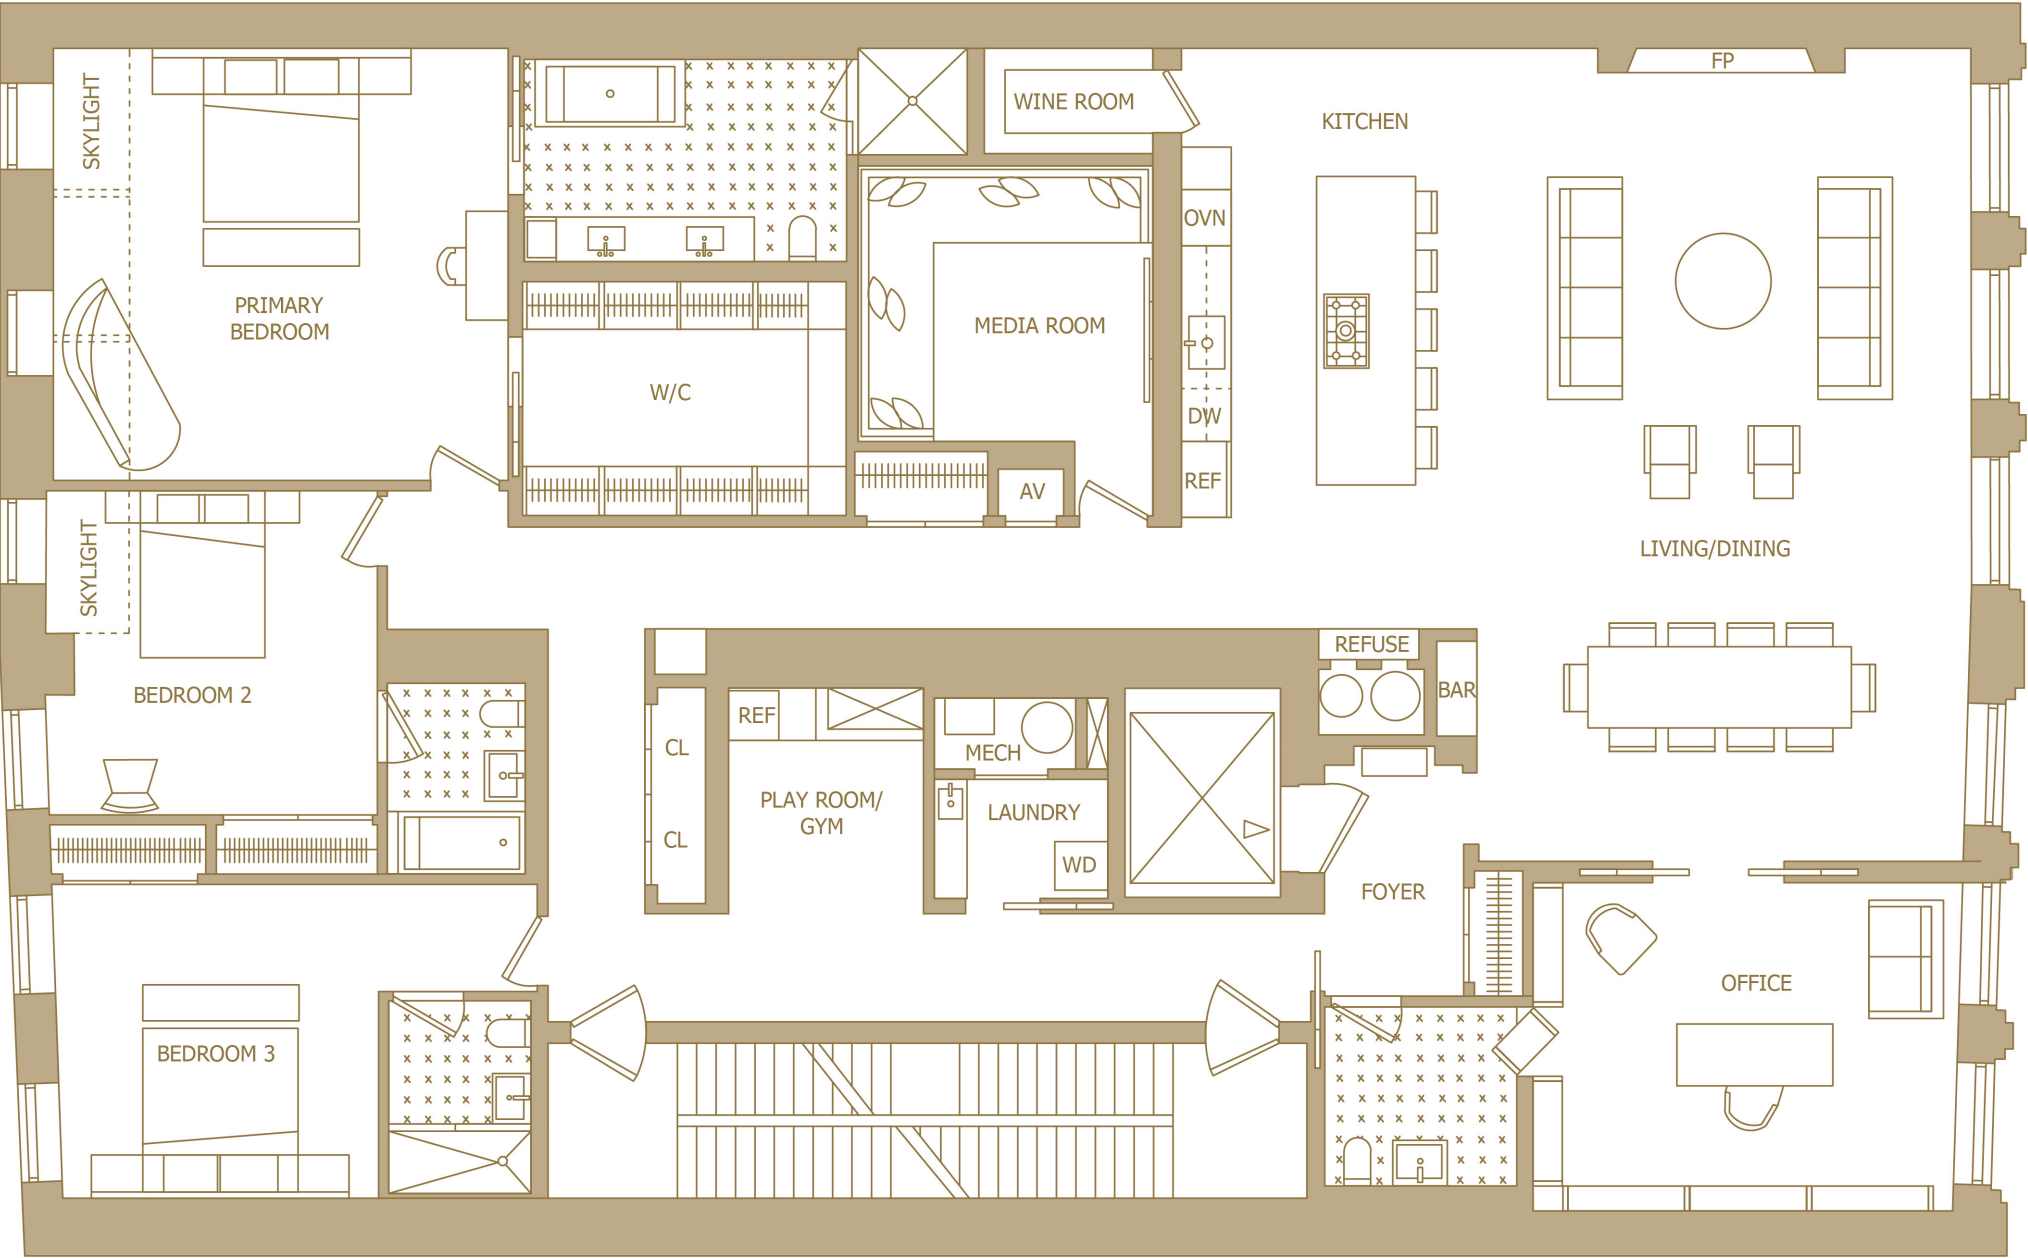 FP
SKYLIGHT
WINE ROOM
KITCHEN
OVN
PRIMARY
BEDROOM
MEDIA ROOM
W/C
DW
REF
AV
SKYLIGHT
LIVING/DINING
REFUSE
BEDROOM 2
BAR
REF
CL
MECH
PLAY ROOM/
GYM
LAUNDRY
CL
WD
FOYER
OFFICE
BEDROOM 3